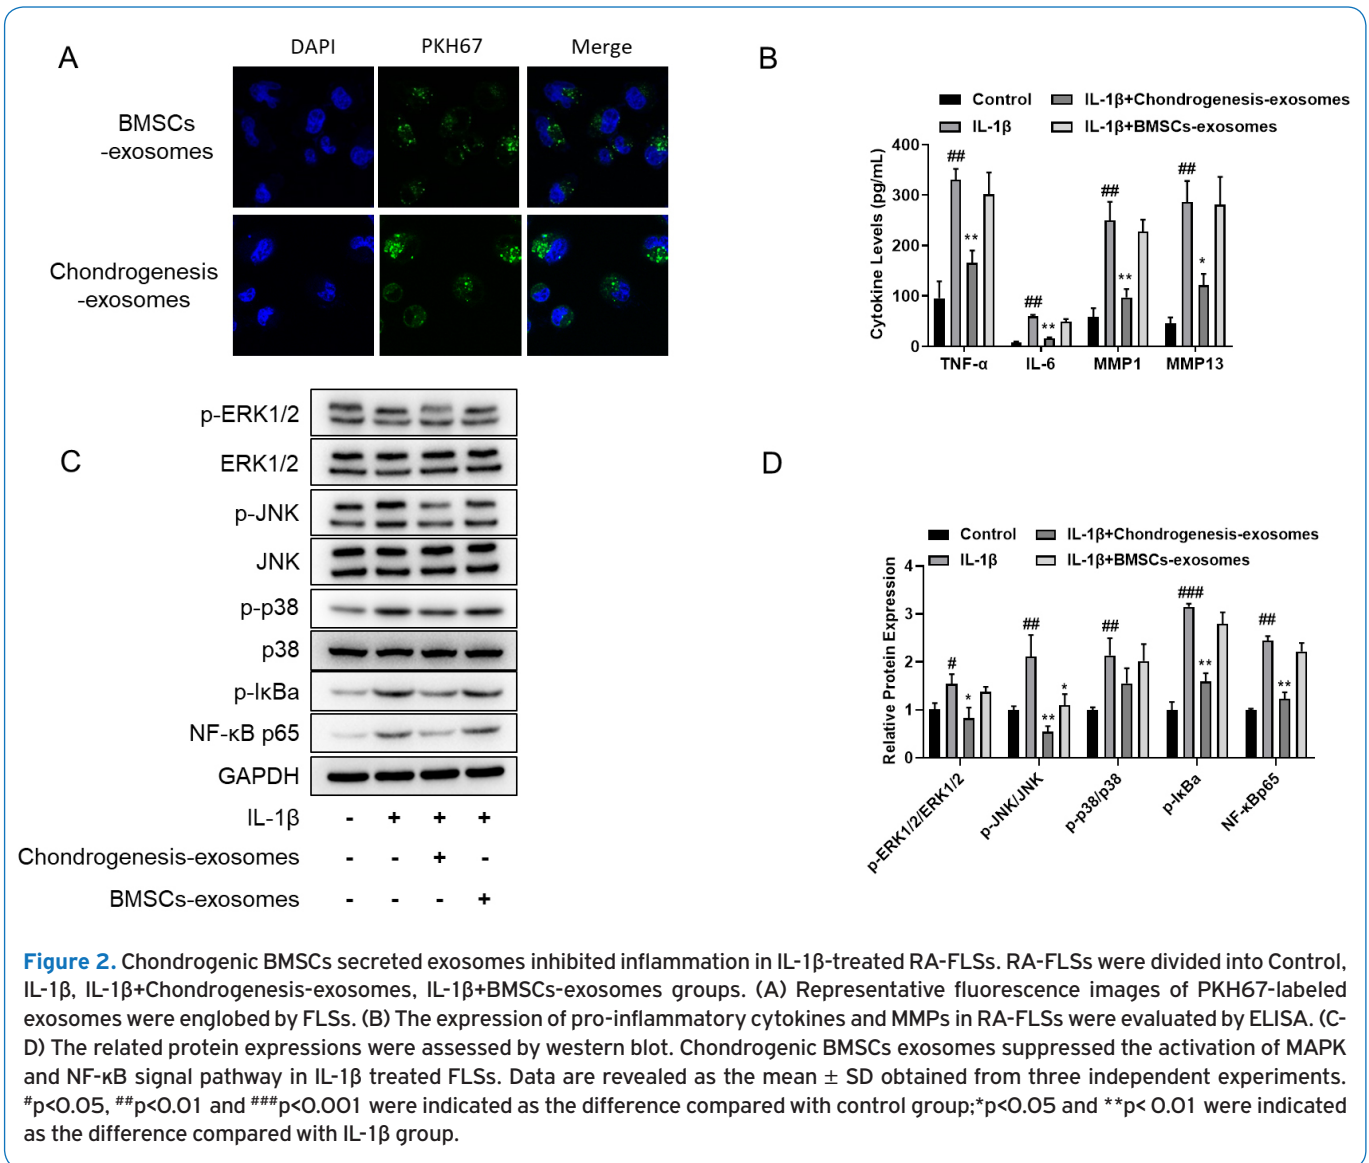 A
DAPI PKH67 Merge
BMSCs
-exosomes
Chondrogenesis
-exosomes
B
Control IL-1β+Chondrogenesis-exosomes
IL-1β IL-1β+BMSCs-exosomes
Cytokine Levels (pg/mL)
400
300
200
100
0
## ** ## ** ## ** ## *
TNF-α IL-6 MMP1 MMP13
C
p-ERK1/2
ERK1/2
p-JNK
JNK
p-p38
p38
p-IκBa
NF-κB p65
GAPDH
IL-1β - + + +
Chondrogenesis-exosomes - - + -
BMSCs-exosomes - - - +
D
Control IL-1β+Chondrogenesis-exosomes
IL-1β IL-1β+BMSCs-exosomes
Relative Protein Expression
4
3
2
1
0
# * ## ** * ## ### ** ## **
p-ERK1/2/ERK1/2 p-JNK/JNK p-p38/p38 p-IκBa NF-κBp65
Figure 2. Chondrogenic BMSCs secreted exosomes inhibited inflammation in IL-1β-treated RA-FLSs. RA-FLSs were divided into Control,
IL-1β, IL-1β+Chondrogenesis-exosomes, IL-1β+BMSCs-exosomes groups. (A) Representative fluorescence images of PKH67-labeled
exosomes were englobed by FLSs. (B) The expression of pro-inflammatory cytokines and MMPs in RA-FLSs were evaluated by ELISA. (C-
D) The related protein expressions were assessed by western blot. Chondrogenic BMSCs exosomes suppressed the activation of MAPK
and NF-κB signal pathway in IL-1β treated FLSs. Data are revealed as the mean ± SD obtained from three independent experiments.
#p<0.05, ##p<0.01 and ###p<0.001 were indicated as the difference compared with control group;*p<0.05 and **p< 0.01 were indicated
as the difference compared with IL-1β group.